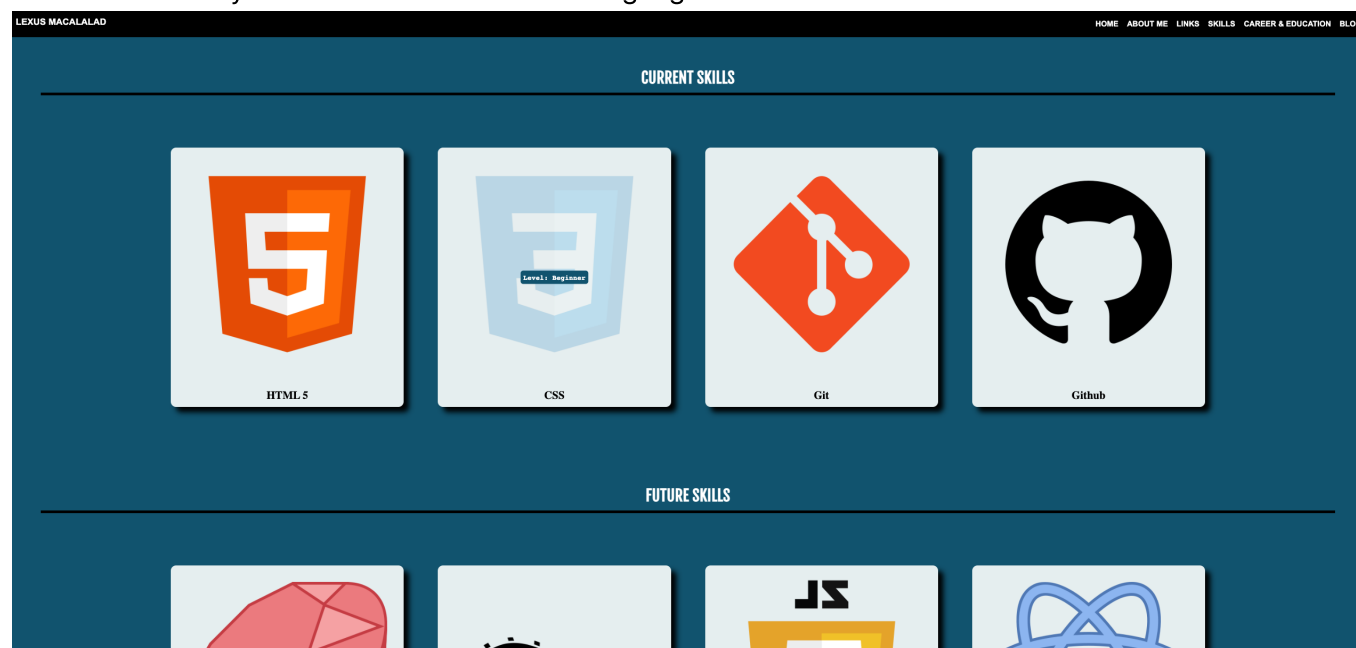 LEXUS MACALALAD
HOME ABOUT ME LINKS SKILLS CAREER & EDUCATION BLO
CURRENT SKILLS
5
3
Level: Beginner
HTML 5
CSS
Git
Github
FUTURE SKILLS
JS